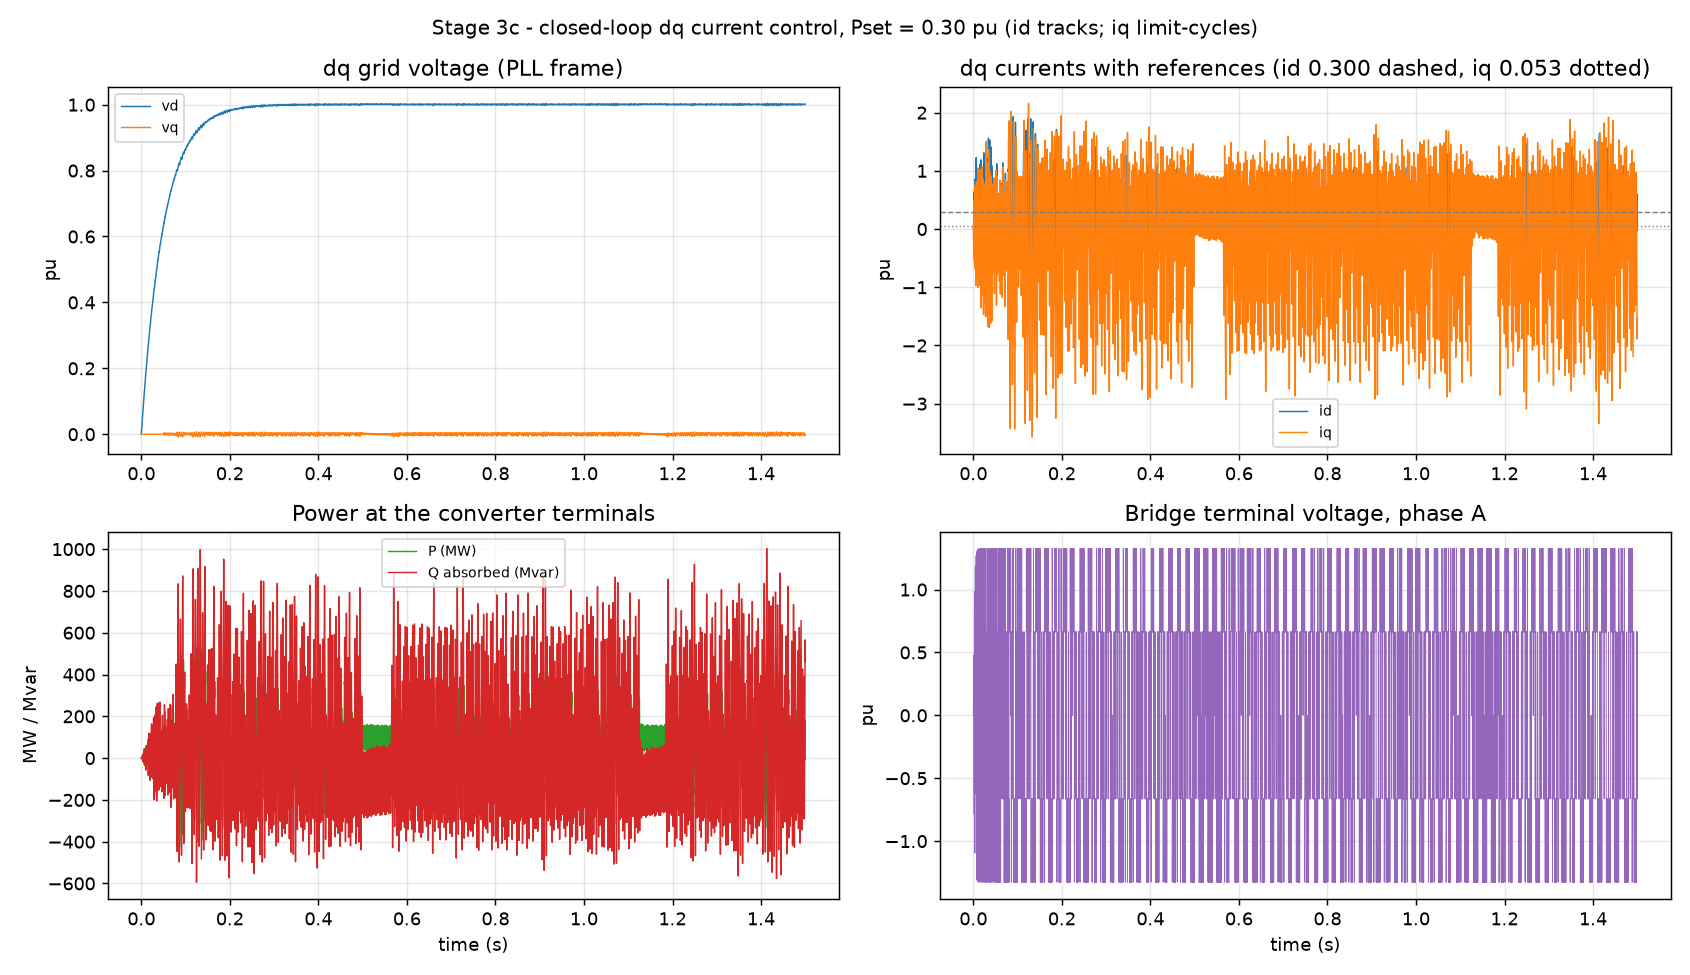 Stage 3c - closed-loop dq current control, Pset = 0.30 pu (id tracks; iq limit-cycles)
dq grid voltage (PLL frame)
1.0
0.8
0.6
0.4
0.2
0.0
pu
vd
vq
0.0 0.2 0.4 0.6 0.8 1.0 1.2 1.4
dq currents with references (id 0.300 dashed, iq 0.053 dotted)
2
1
0
−1
−2
−3
pu
id
iq
0.0 0.2 0.4 0.6 0.8 1.0 1.2 1.4
Power at the converter terminals
1000
800
600
400
200
0
−200
−400
−600
MW / Mvar
P (MW)
Q absorbed (Mvar)
0.0 0.2 0.4 0.6 0.8 1.0 1.2 1.4
time (s)
Bridge terminal voltage, phase A
1.0
0.5
0.0
−0.5
−1.0
pu
0.0 0.2 0.4 0.6 0.8 1.0 1.2 1.4
time (s)